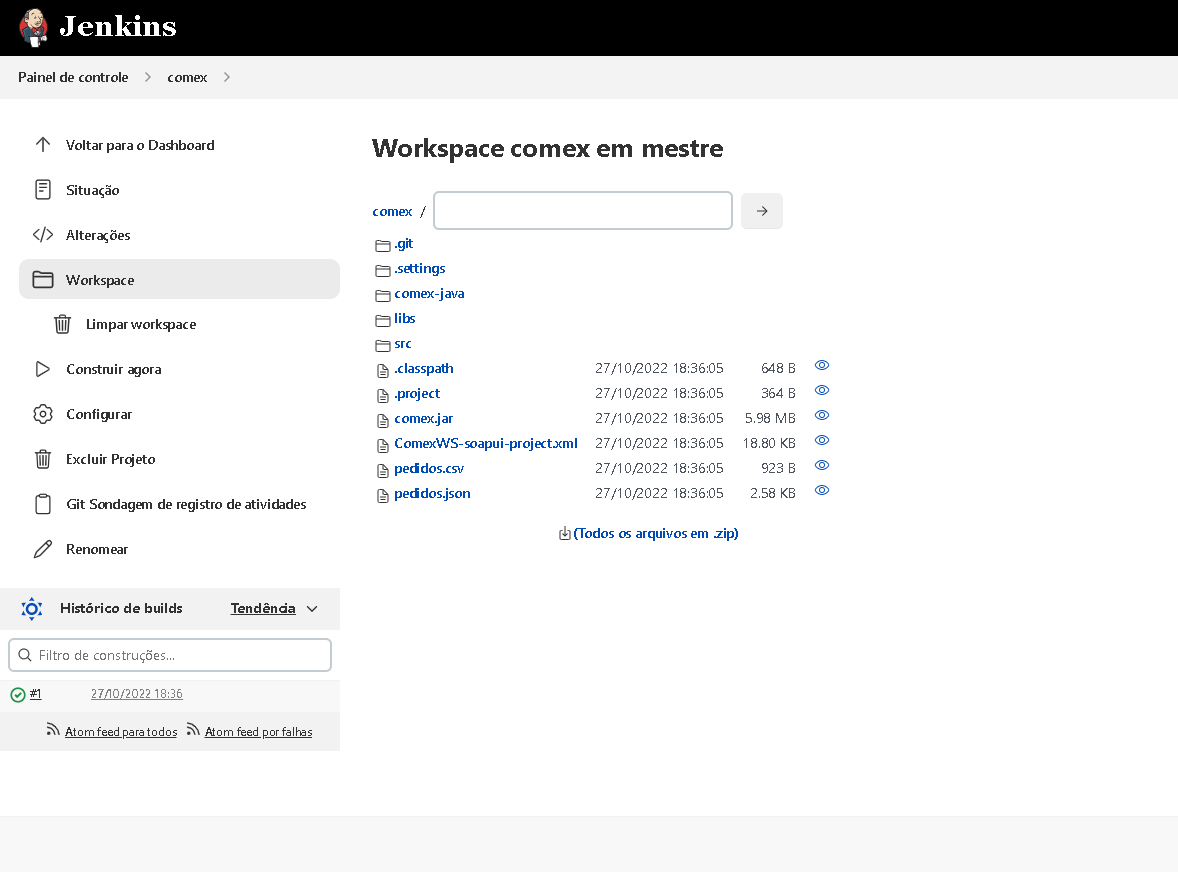 Jenkins
Painel de controle
comex
Voltar para o Dashboard
Situação
Alterações
Workspace
Limpar workspace
Construir agora
Configurar
Excluir Projeto
Git Sondagem de registro de atividades
Renomear
Histórico de builds Tendência
Filtro de construções...
#1 27/10/2022 18:36
Atom feed para todos Atom feed por falhas
Workspace comex em mestre
comex /
.git
.settings
comex-java
libs
src
.classpath 27/10/2022 18:36:05 648 B
.project 27/10/2022 18:36:05 364 B
comex.jar 27/10/2022 18:36:05 5.98 MB
ComexWS-soapui-project.xml 27/10/2022 18:36:05 18.80 KB
pedidos.csv 27/10/2022 18:36:05 923 B
pedidos.json 27/10/2022 18:36:05 2.58 KB
(Todos os arquivos em .zip)